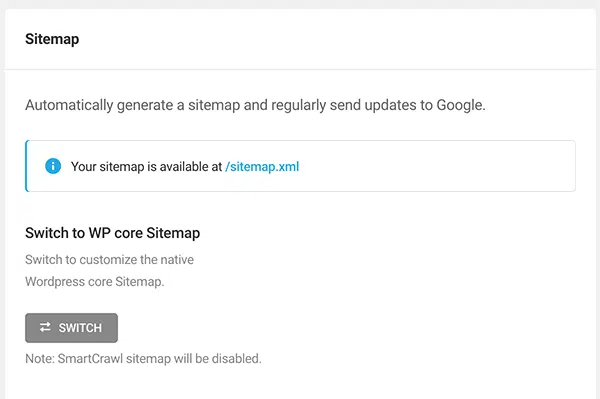 Sitemap
Automatically generate a sitemap and regularly send updates to Google.
Your sitemap is available at /sitemap.xml
Switch to WP core Sitemap
Switch to customize the native
Wordpress core Sitemap.
SWITCH
Note: SmartCrawl sitemap will be disabled.